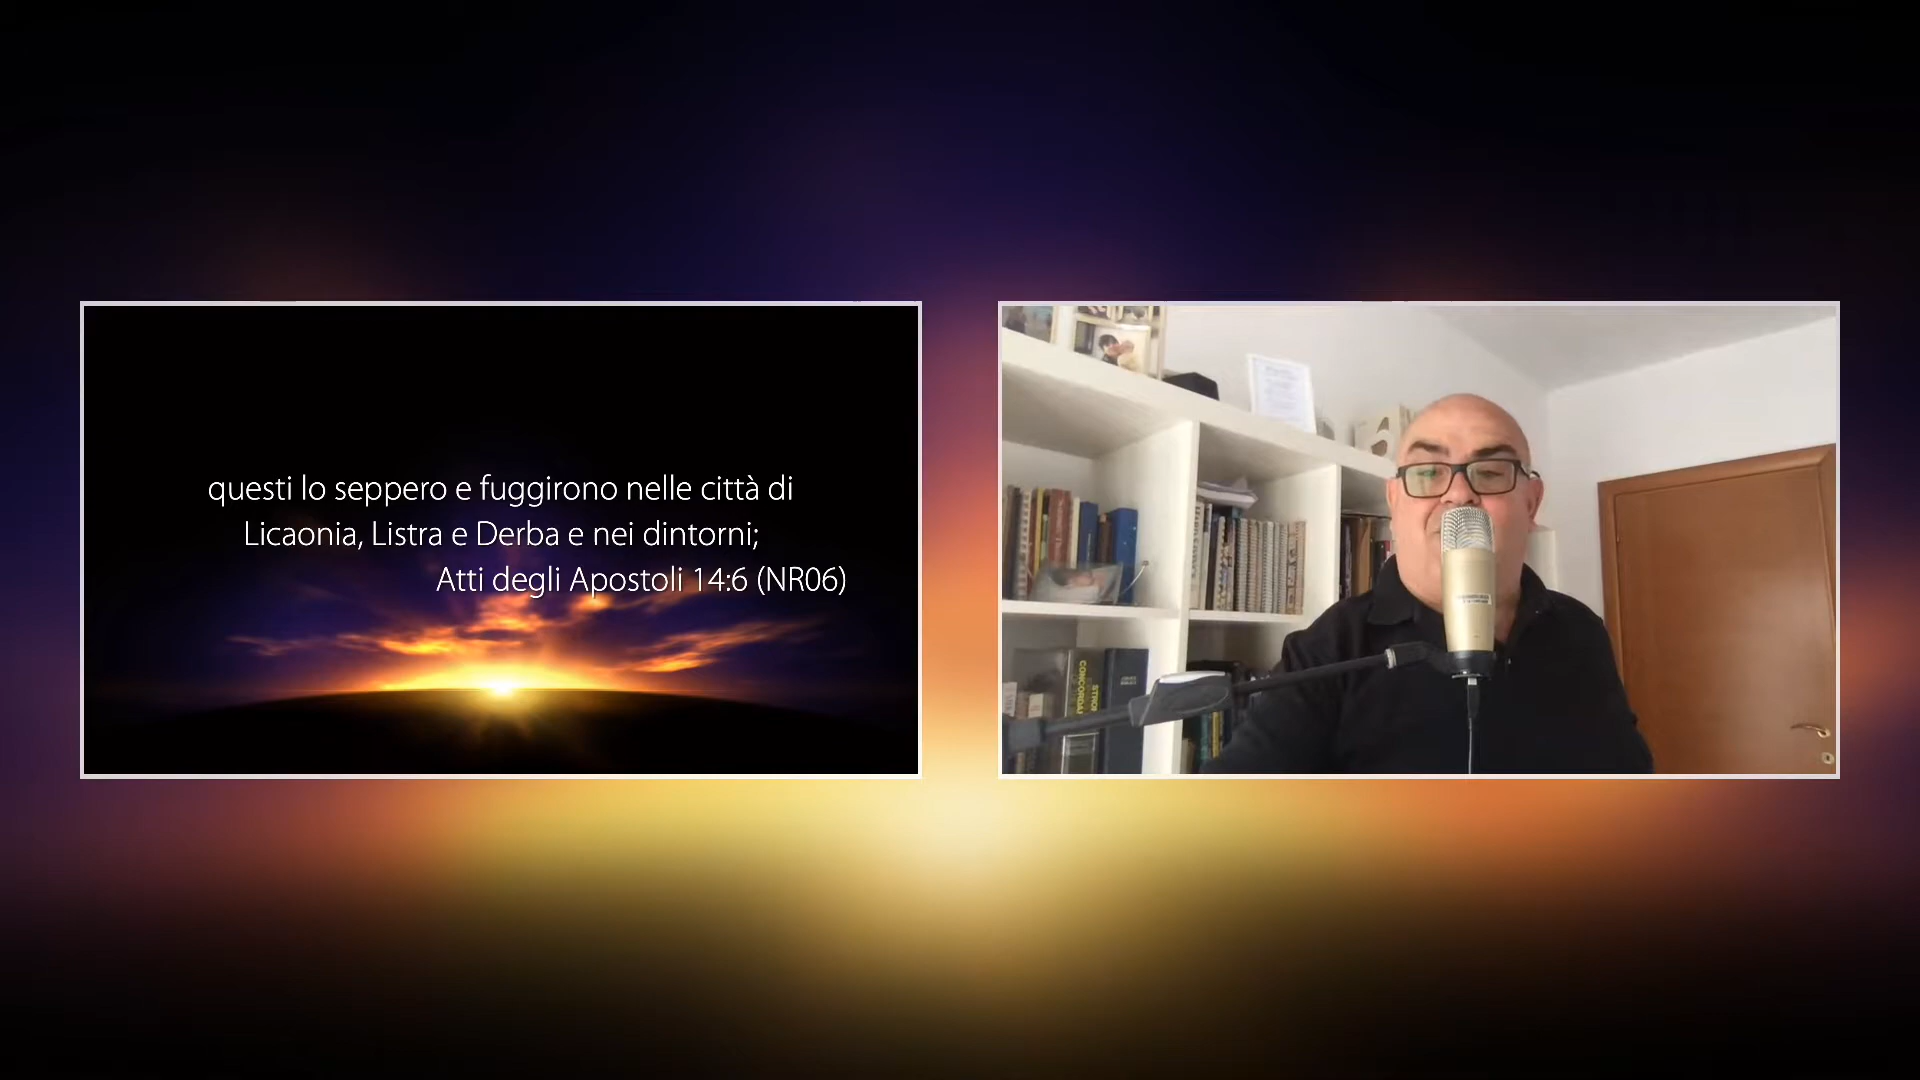 questi lo seppero e fuggirono nelle città di
Licaonia, Listra e Derba e nei dintorni;
Atti degli Apostoli 14:6 (NR06)